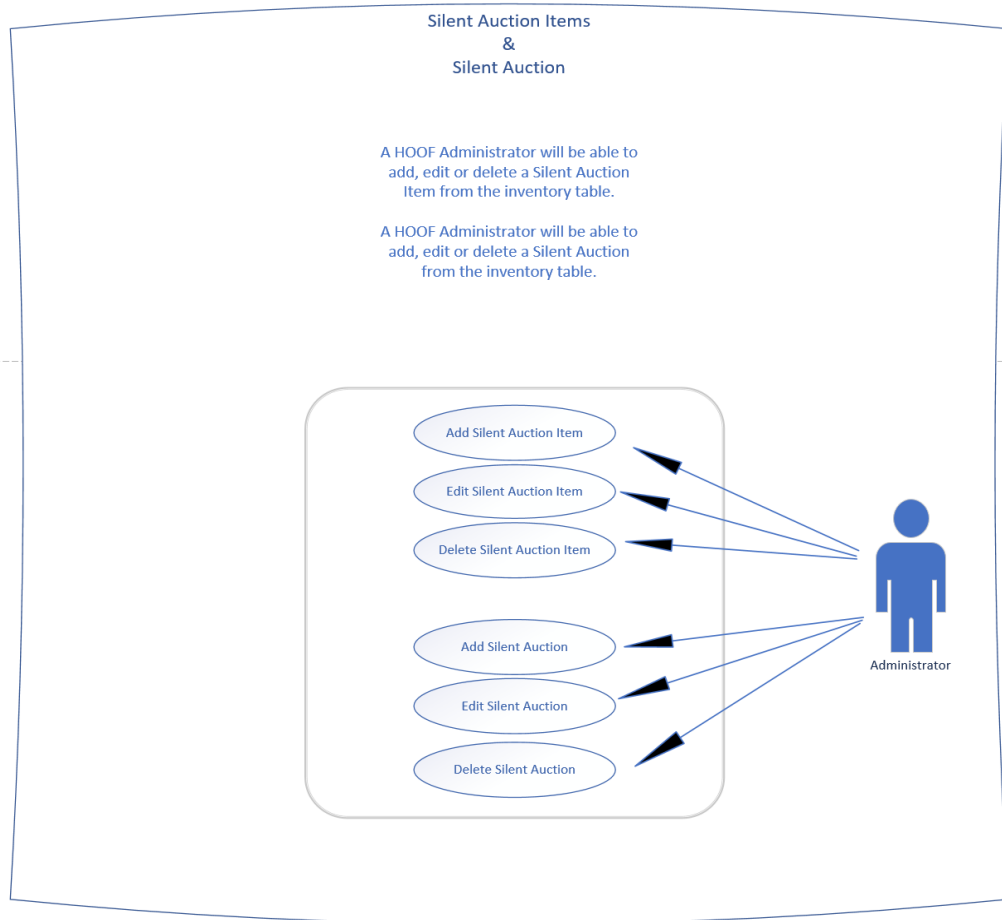 Silent Auction Items
&
Silent Auction
A HOOF Administrator will be able to
add, edit or delete a Silent Auction
Item from the inventory table.
A HOOF Administrator will be able to
add, edit or delete a Silent Auction
from the inventory table.
Add Silent Auction Item
Edit Silent Auction Item
Delete Silent Auction Item
Add Silent Auction
Edit Silent Auction
Delete Silent Auction
Administrator